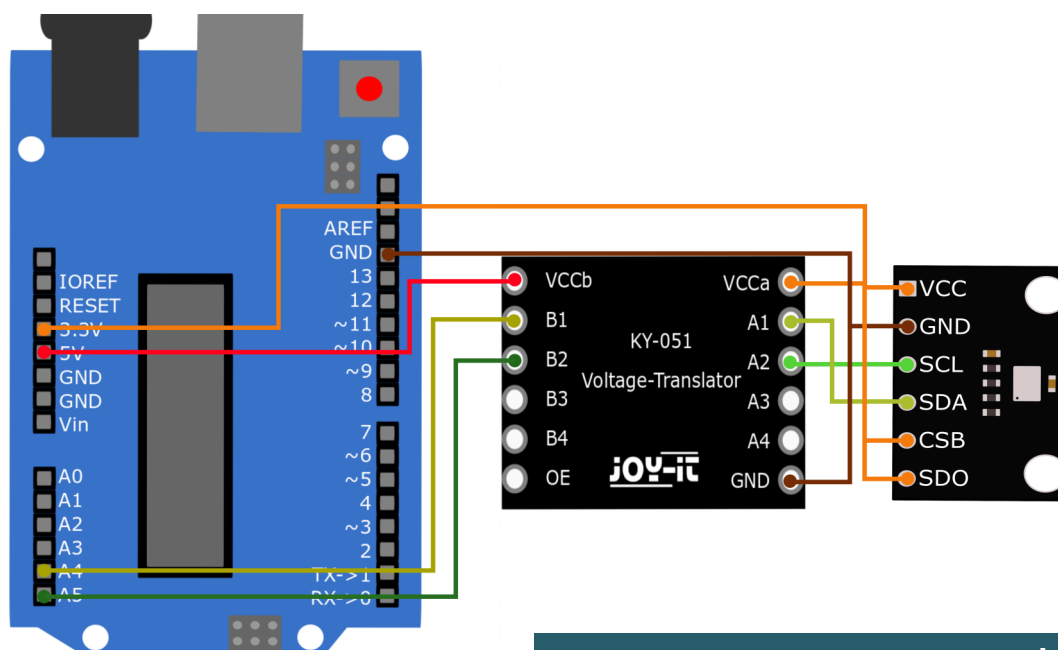 IOREF
RESET
3.3V
5V
GND
GND
Vin
A0
A1
A2
A3
A4
A5
AREF
GND
13
12
~11
~10
~9
8
7
~6
~5
4
~3
2
TX->1
RX->0
VCCb
B1
B2
B3
B4
OE
KY-051
Voltage-Translator
JOY-iT
VCCa
A1
A2
A3
A4
GND
VCC
GND
SCL
SDA
CSB
SDO